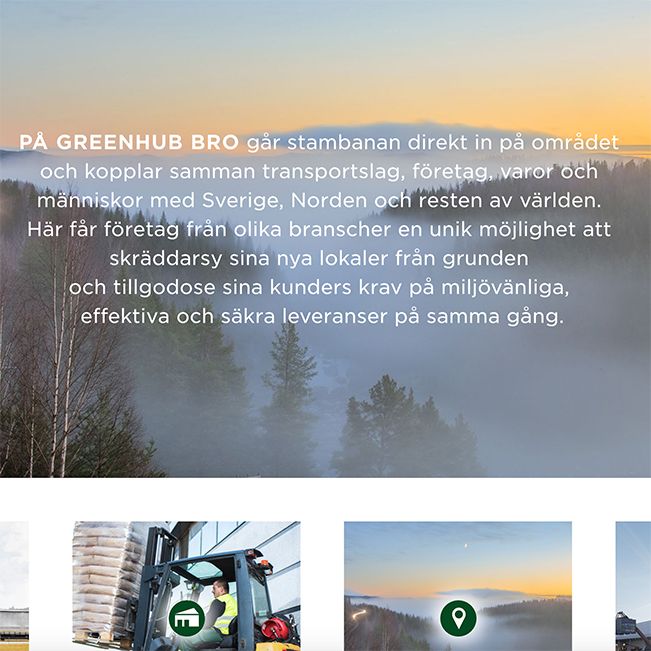 PÅ GREENHUB BRO går stambanan direkt in på området
och kopplar samman transportslag, företag, varor och
människor med Sverige, Norden och resten av världen.
Här får företag från olika branscher en unik möjlighet att
skräddarsy sina nya lokaler från grunden
och tillgodose sina kunders krav på miljövänliga,
effektiva och säkra leveranser på samma gång.